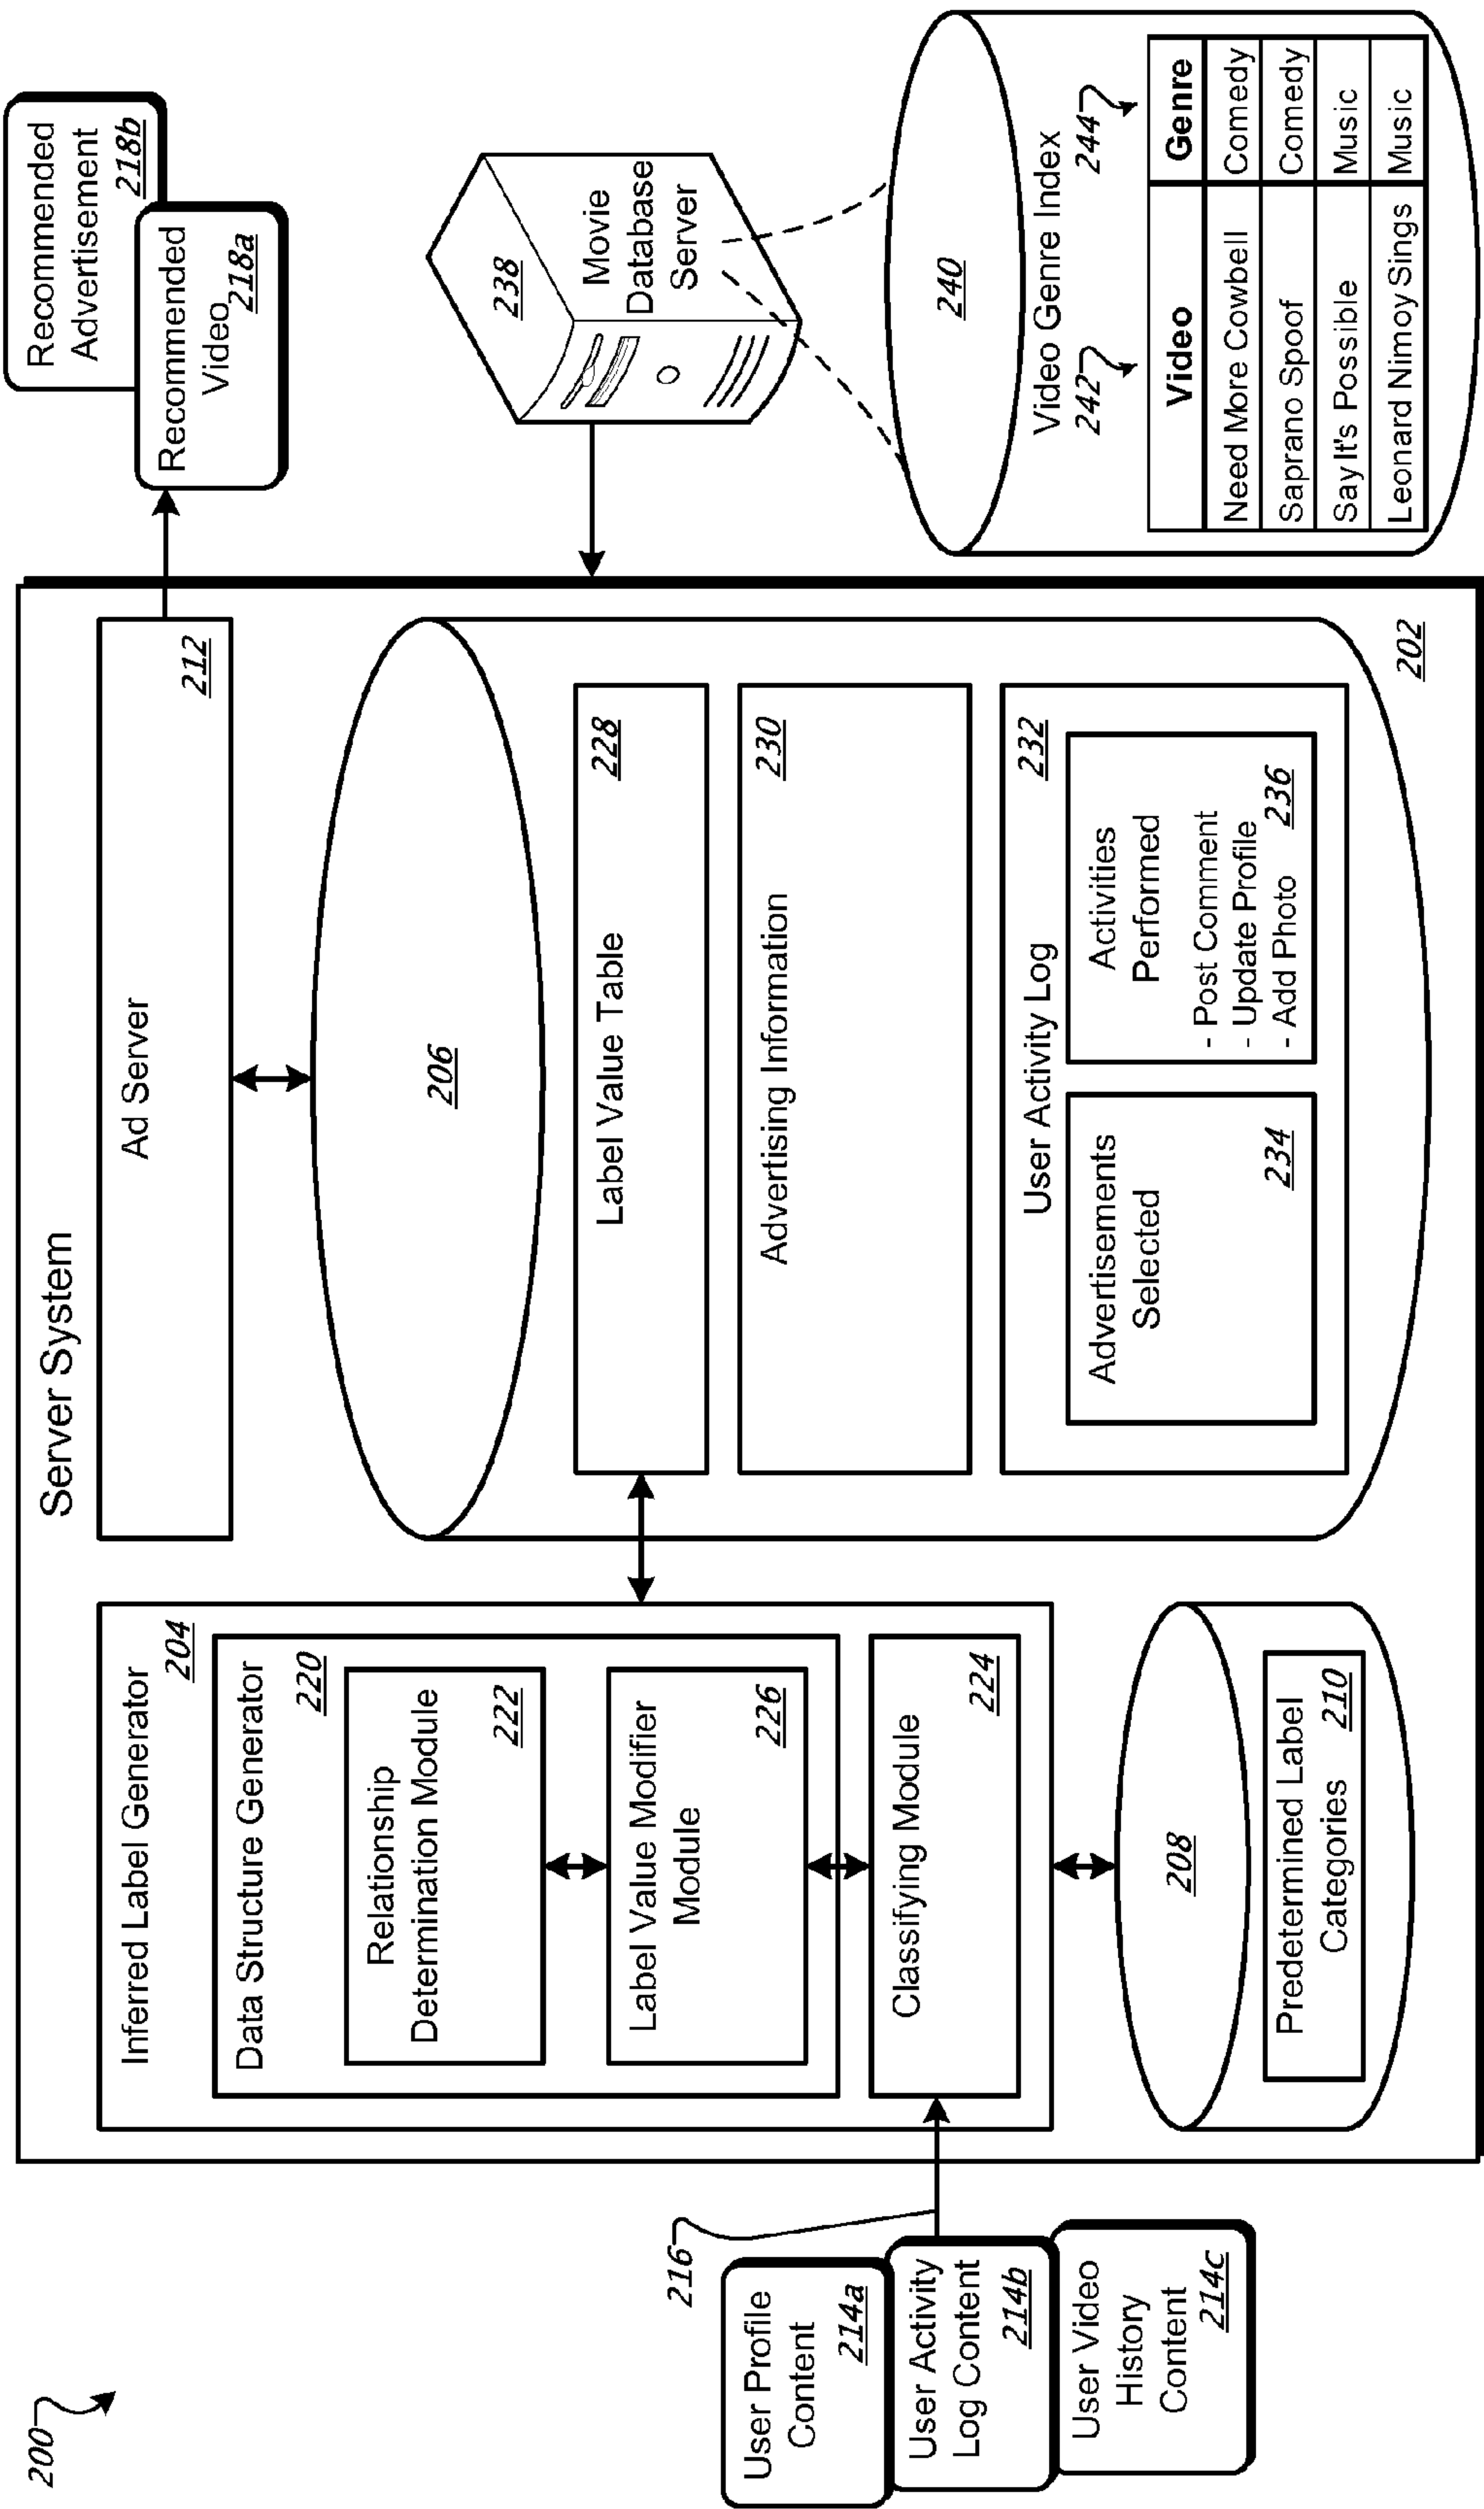 200
Server System
Inferred Label Generator
204
Data Structure Generator
220
Relationship
Determination Module
222
Label Value Modifier
Module
226
Classifying Module
224
208
Predetermined Label
Categories
210
216
User Profile
Content
214a
User Activity
Log Content
214b
User Video
History
Content
214c
Ad Server
212
206
Label Value Table
228
Advertising Information
230
User Activity Log
232
Advertisements
Selected
234
Activities
Performed
- Post Comment
- Update Profile
- Add Photo
236
202
Recommended
Advertisement
218b
Recommended
Video
218a
238
Movie
Database
Server
240
Video Genre Index
242
244
Video Genre
Need More Cowbell Comedy
Saprano Spoof Comedy
Say It's Possible Music
Leonard Nimoy Sings Music